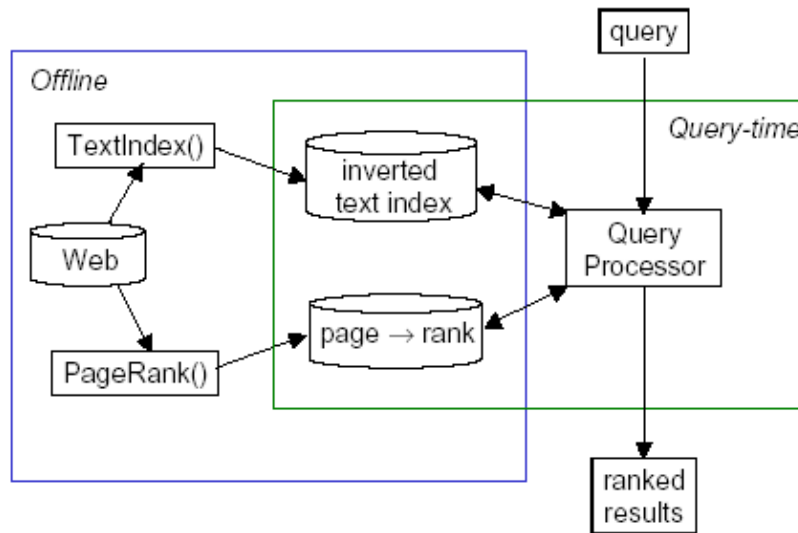 query
Offline
Query-time
TextIndex()
inverted
text index
Web
Query
Processor
page → rank
PageRank()
ranked
results